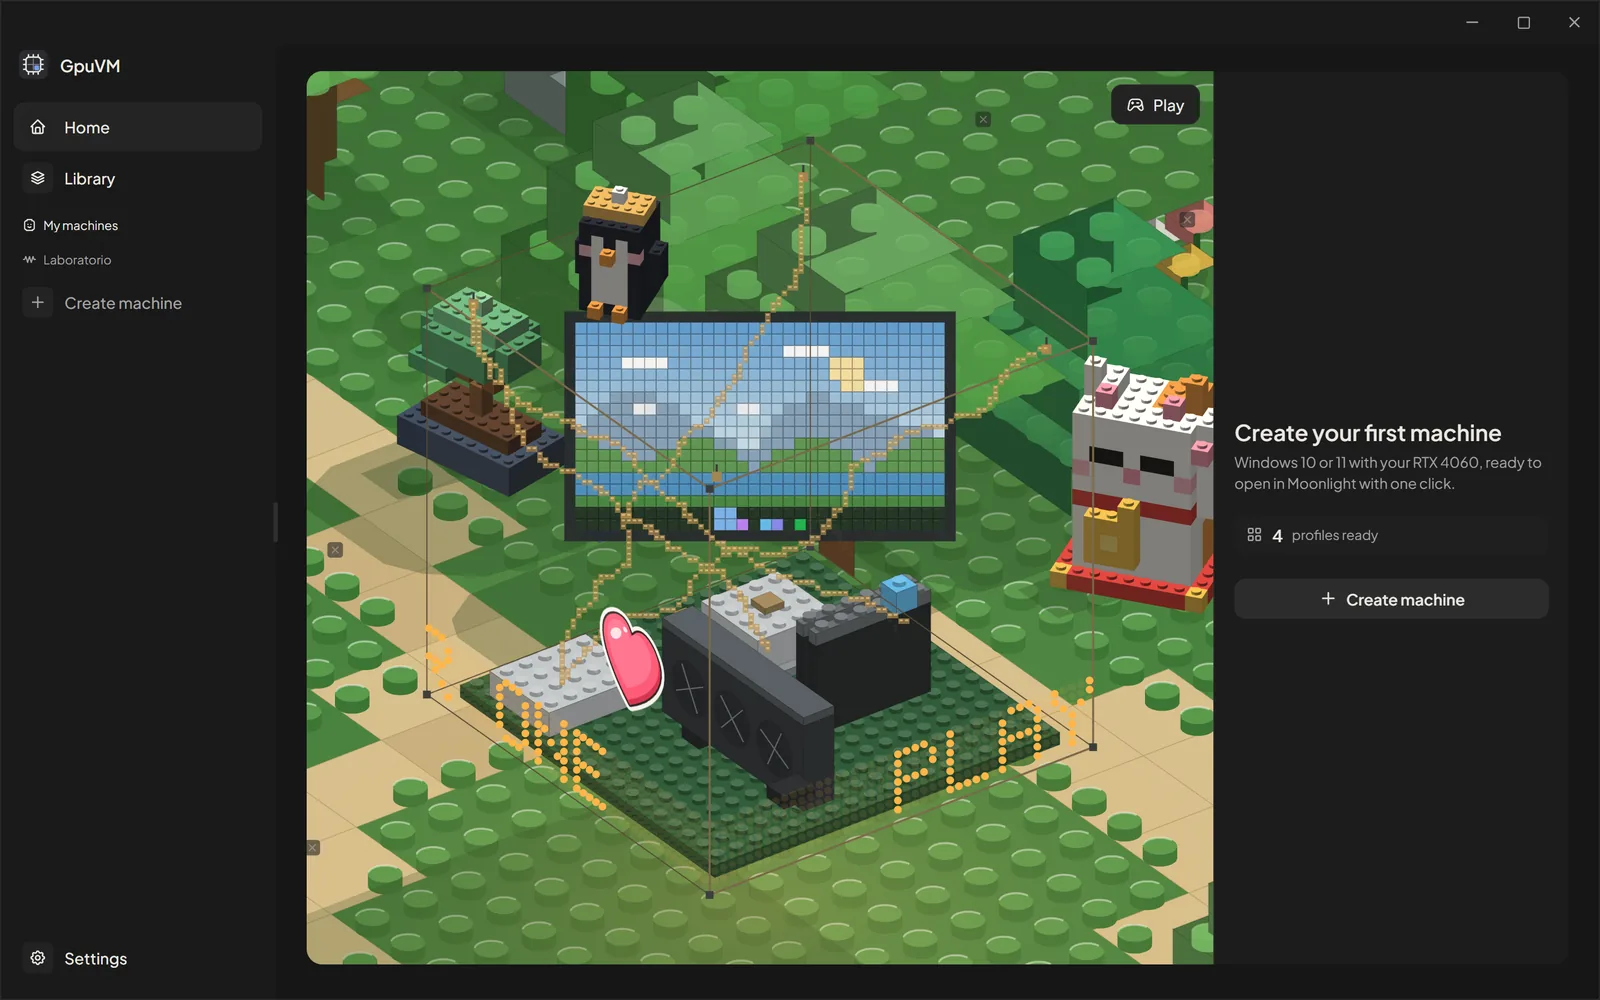 GpuVM
Home
Library
My machines
Laboratorio
Create machine
Settings
Play
ONE
PLAY
Create your first machine
Windows 10 or 11 with your RTX 4060, ready to
open in Moonlight with one click.
4 profiles ready
Create machine